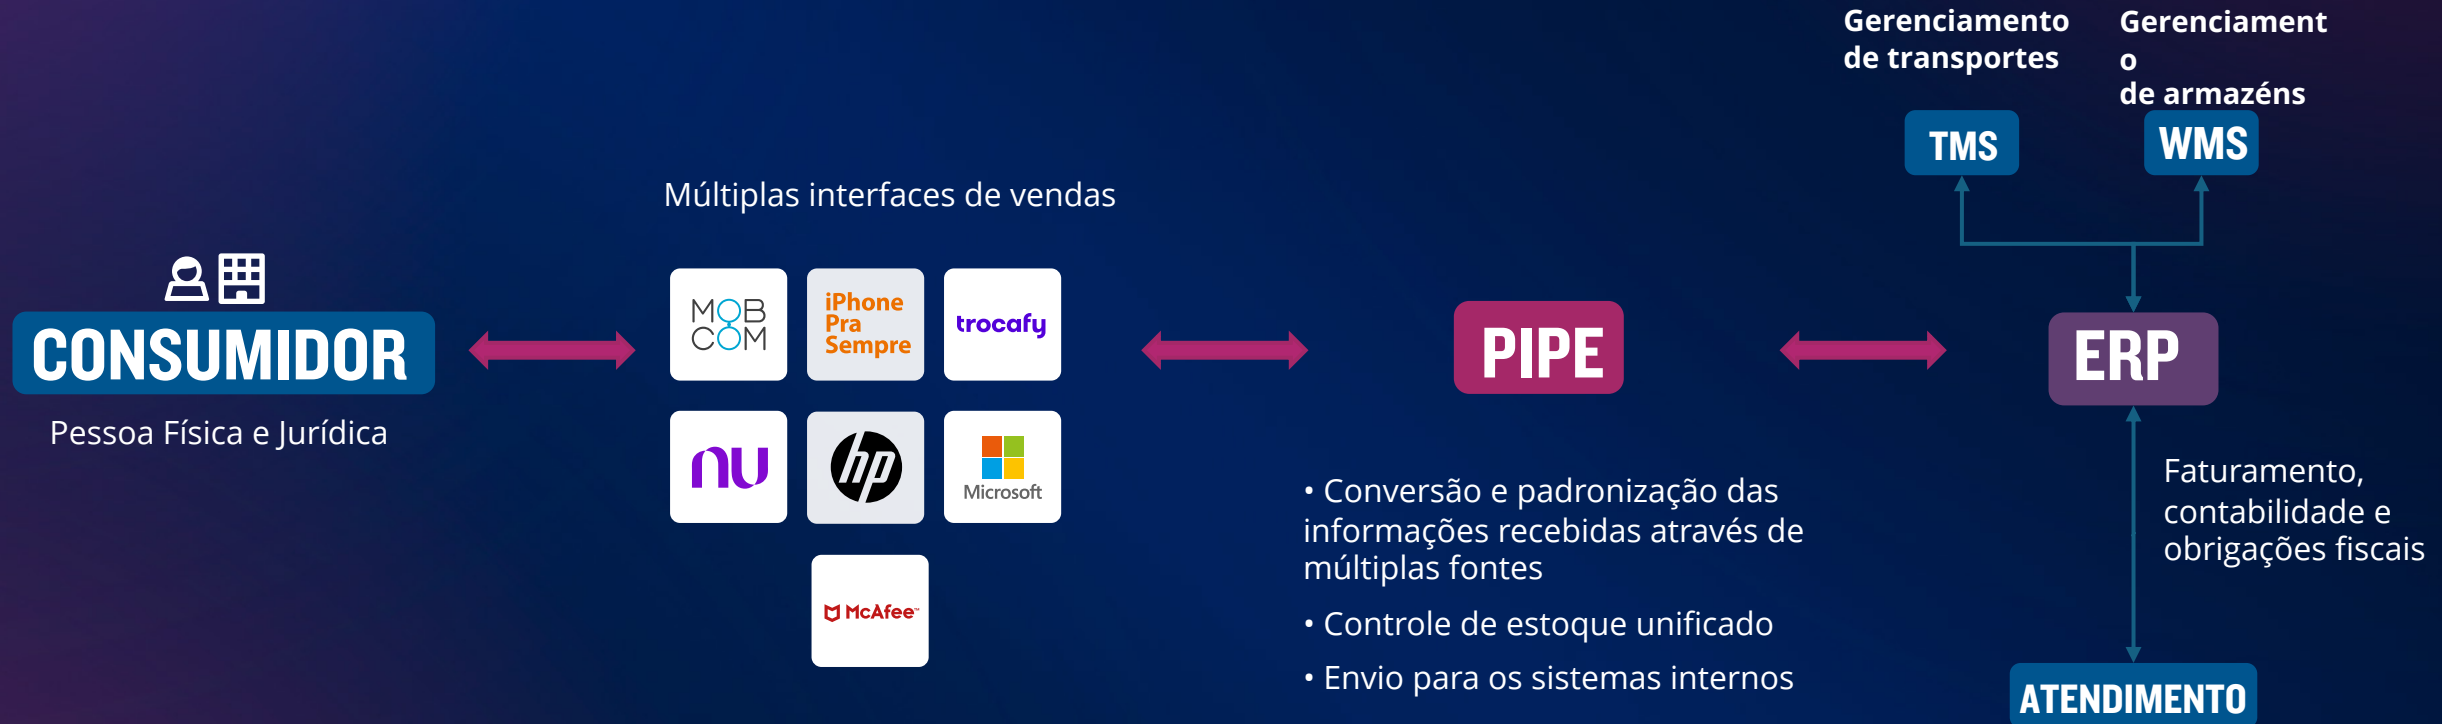 Gerenciamento
de transportes
Gerenciament
o
de armazéns
TMS
WMS
Múltiplas interfaces de vendas
CONSUMIDOR
Pessoa Física e Jurídica
MOB
COM
iPhone
Pra
Sempre
trocafy
nu
hp
Microsoft
McAfee™
PIPE
• Conversão e padronização das
informações recebidas através de
múltiplas fontes
• Controle de estoque unificado
• Envio para os sistemas internos
ERP
Faturamento,
contabilidade e
obrigações fiscais
ATENDIMENTO